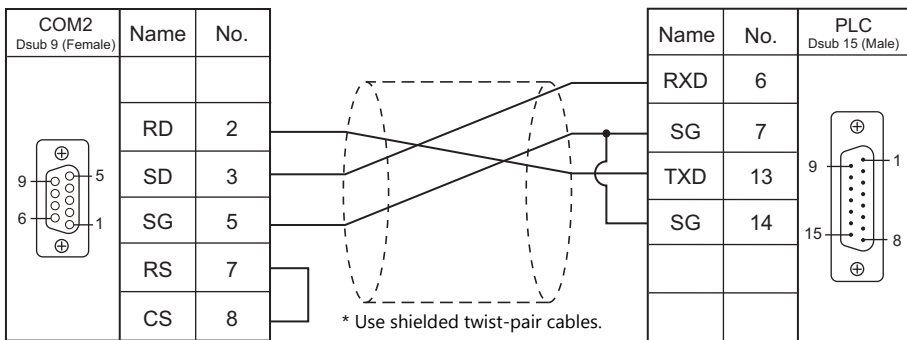 COM2
Dsub 9 (Female)
Name No.
RD 2
SD 3
SG 5
RS 7
CS 8
9 5
6 1
* Use shielded twist-pair cables.
Name No.
PLC
Dsub 15 (Male)
RXD 6
SG 7
TXD 13
SG 14
9 1
15 8